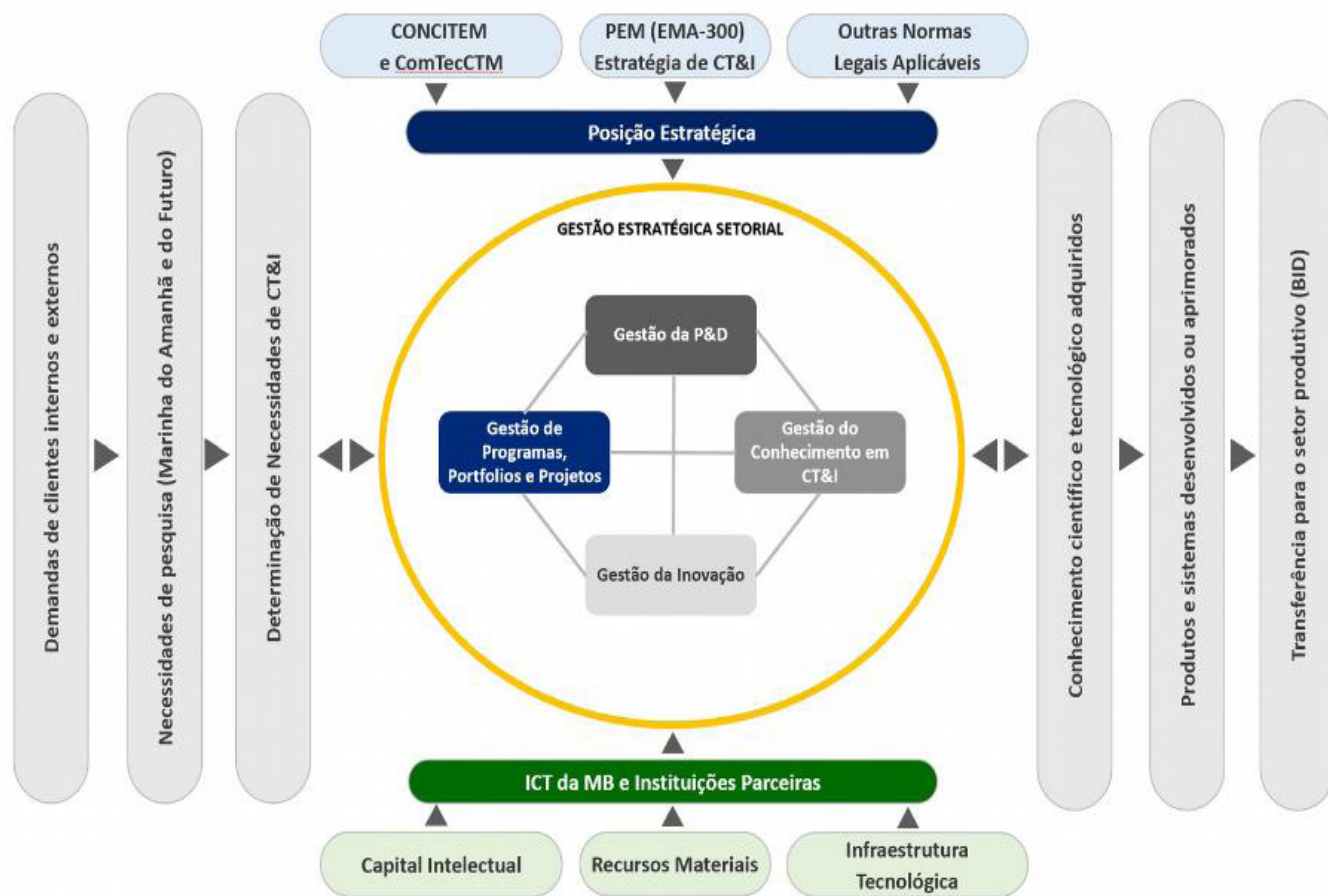 CONCITEM
e ComTecCTM
PEM (EMA-300)
Estratégia de CT&I
Outras Normas
Legais Aplicáveis
Posição Estratégica
Demandas de clientes internos e externos
Necessidades de pesquisa (Marinha do Amanhã e do Futuro)
Determinação de Necessidades de CT&I
GESTÃO ESTRATÉGICA SETORIAL
Gestão da P&D
Gestão de
Programas,
Portfolios e Projetos
Gestão do
Conhecimento em
CT&I
Gestão da Inovação
Conhecimento científico e tecnológico adquiridos
Produtos e sistemas desenvolvidos ou aprimorados
Transferência para o setor produtivo (BID)
ICT da MB e Instituições Parceiras
Capital Intelectual
Recursos Materiais
Infraestrutura
Tecnológica